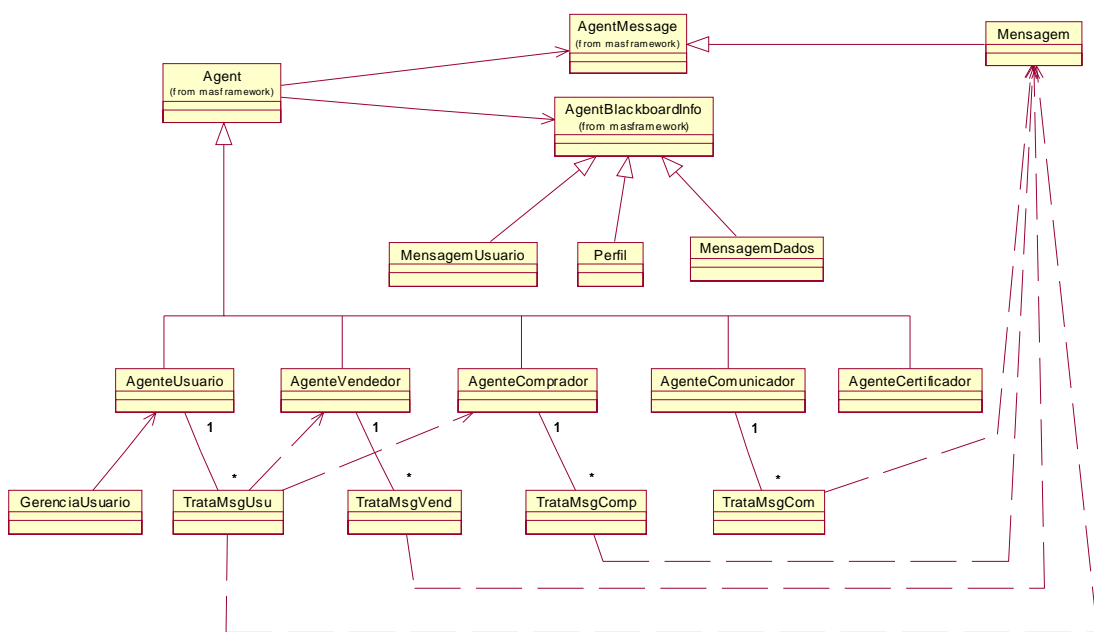 AgentMessage
(from masframework)
Mensagem
Agent
(from masframework)
AgentBlackboardInfo
(from masframework)
MensagemUsuario
Perfil
MensagemDados
AgenteUsuario
AgenteVendedor
AgenteComprador
AgenteComunicador
AgenteCertificador
1
1
1
1
*
*
*
*
GerenciaUsuario
TrataMsgUsu
TrataMsgVend
TrataMsgComp
TrataMsgCom